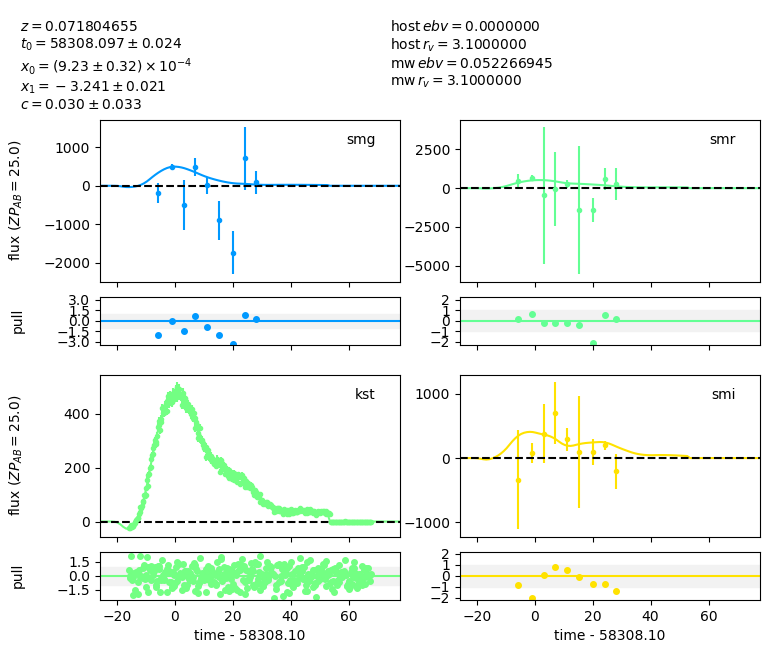 z = 0.071804655
t₀ = 58308.097 ± 0.024
x₀ = (9.23 ± 0.32) × 10⁻⁴
x₁ = −3.241 ± 0.021
c = 0.030 ± 0.033
host ebv = 0.0000000
host r_v = 3.1000000
mw ebv = 0.052266945
mw r_v = 3.1000000
smg
flux (ZP_AB = 25.0)
1000
0
−1000
−2000
smr
2500
0
−2500
−5000
pull
3.0
1.5
0.0
−1.5
−3.0
2
1
0
−1
−2
kst
flux (ZP_AB = 25.0)
400
200
0
smi
1000
0
−1000
pull
1.5
0.0
−1.5
−20 0 20 40 60
time - 58308.10
2
1
0
−1
−2
−20 0 20 40 60
time - 58308.10